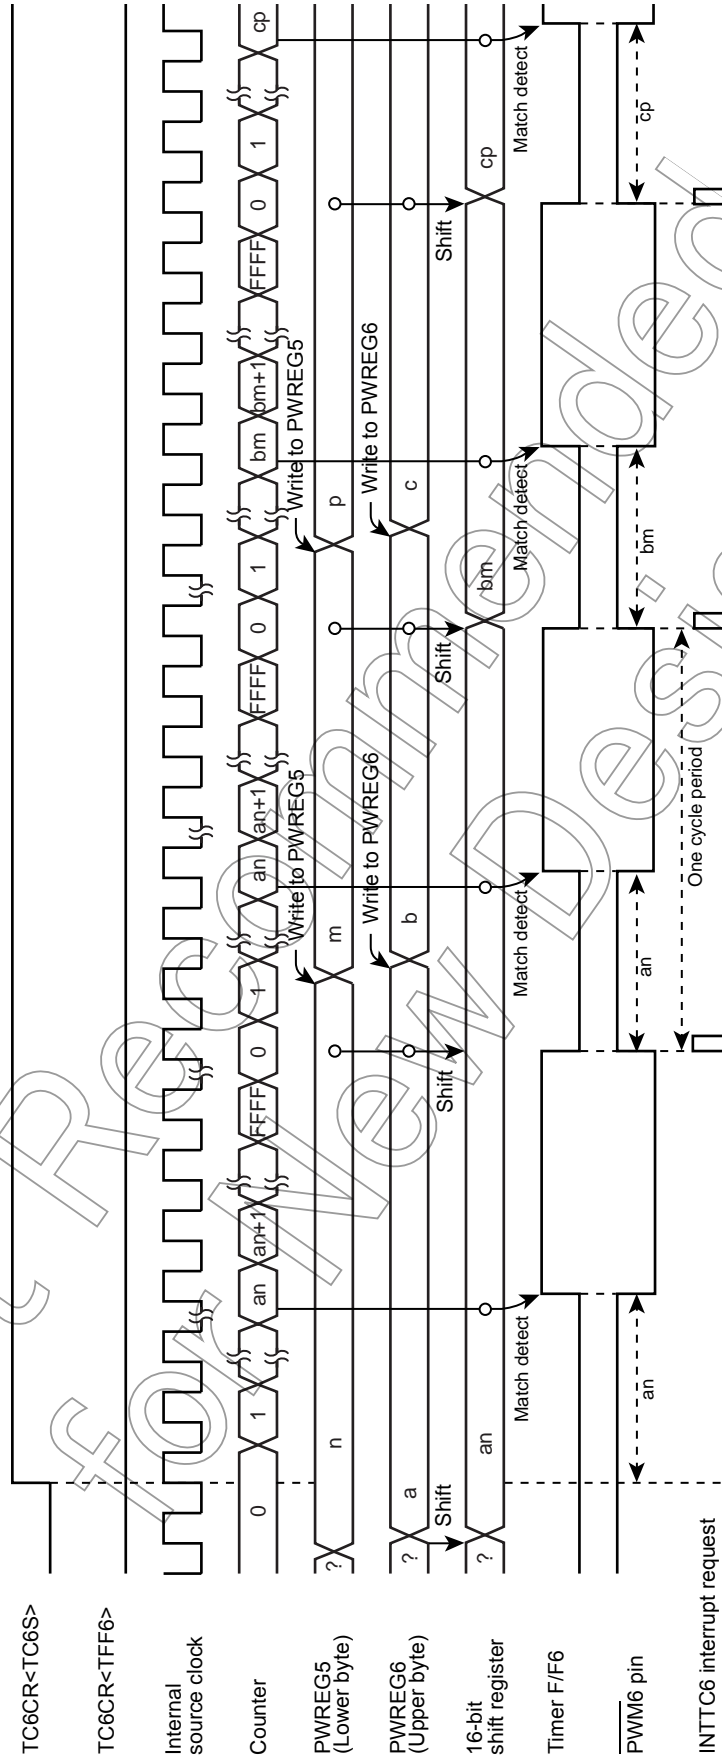 TC6CR<TC6S>
TC6CR<TFF6>
Internal
source clock
Counter
0
1
an
an+1
FFFF
0
1
an
an+1
FFFF
0
1
bm
bm+1
FFFF
0
1
cp
Write to PWREG5
Write to PWREG5
PWREG5
(Lower byte)
?
n
m
p
Write to PWREG6
Write to PWREG6
PWREG6
(Upper byte)
?
a
b
c
Shift
Shift
Shift
Shift
16-bit
shift register
?
an
bm
cp
Match detect
Match detect
Match detect
Match detect
Timer F/F6
PWM6 pin
an
an
bm
cp
One cycle period
INTTC6 interrupt request
t Recommended
for New Desi